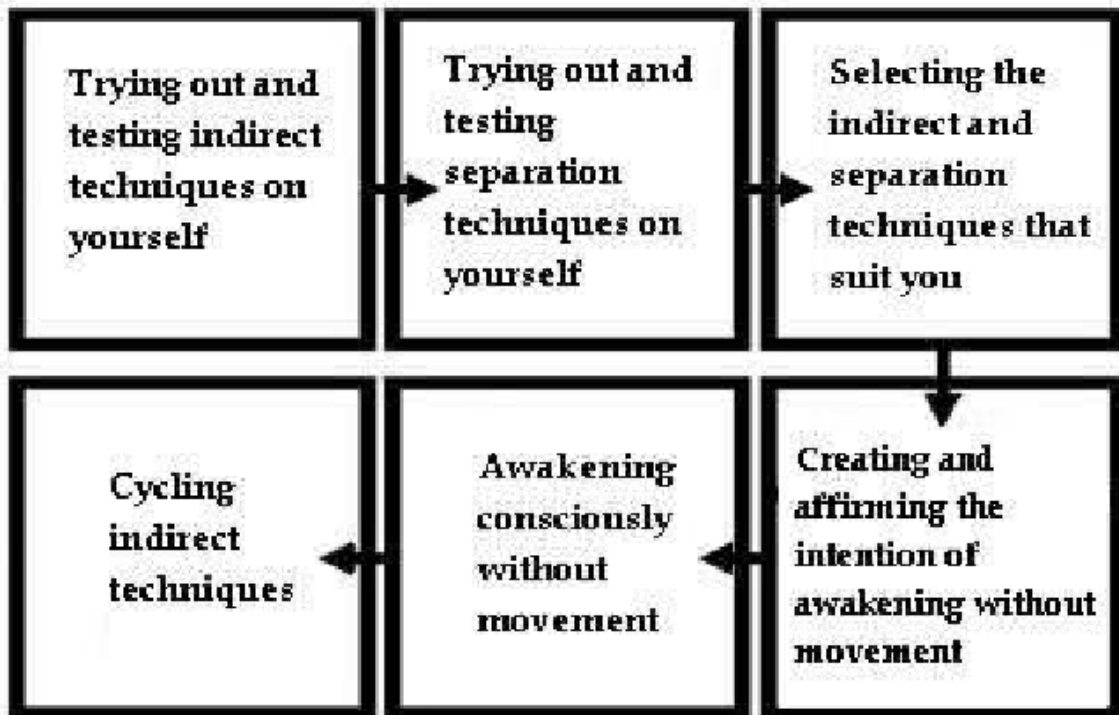 Trying out and
testing indirect
techniques on
yourself
Trying out and
testing
separation
techniques on
yourself
Selecting the
indirect and
separation
techniques that
suit you
Creating and
affirming the
intention of
awakening without
movement
Awakening
consciously
without
movement
Cycling
indirect
techniques